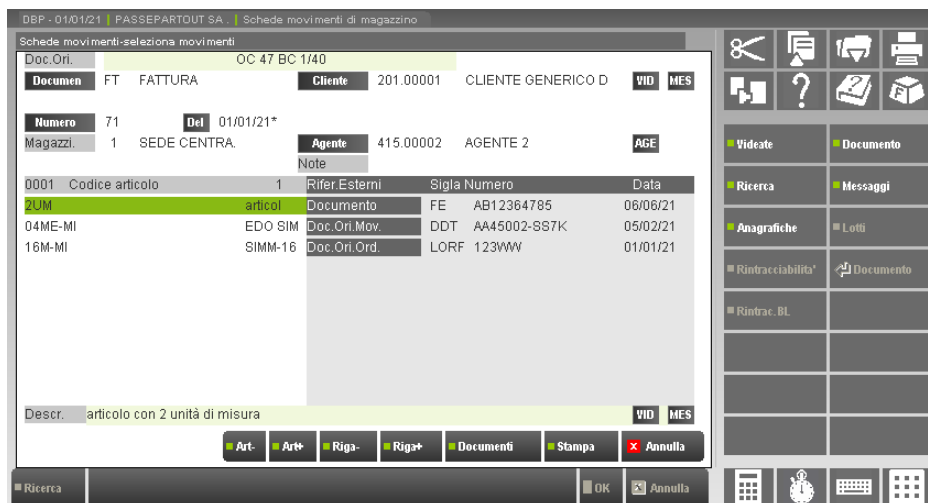 DBP - 01/01/21 | PASSEPARTOUT SA . | Schede movimenti di magazzino
Schede movimenti-seleziona movimenti
Doc.Ori. OC 47 BC 1/40
Documen FT FATTURA Cliente 201.00001 CLIENTE GENERICO D VID MES
Numero 71 Del 01/01/21*
Magazzi. 1 SEDE CENTRA. Agente 415.00002 AGENTE 2 AGE
Note
0001 Codice articolo 1 Rifer.Esterni Sigla Numero Data
2UM articol Documento FE AB12364785 06/06/21
04ME-MI EDO SIM Doc.Ori.Mov. DDT AA45002-SS7K 05/02/21
16M-MI SIMM-16 Doc.Ori.Ord. LORF 123WW 01/01/21
Descr. articolo con 2 unità di misura VID MES
Art- Art+ Riga- Riga+ Documenti Stampa X Annulla
Ricerca OK Annulla
Videate Documento
Ricerca Messaggi
Anagrafiche Lotti
Rintracciabilita' Documento
Rintrac.BL